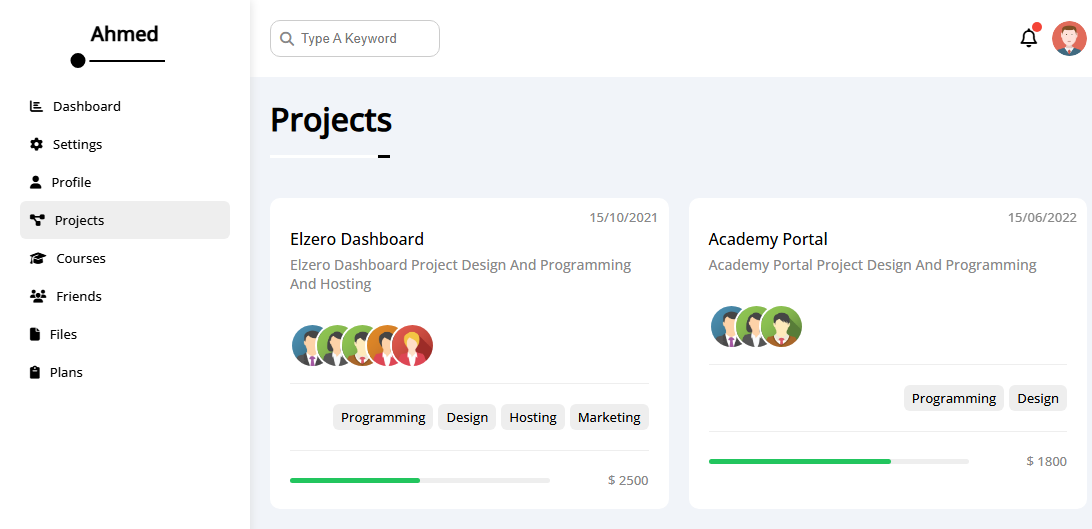 Ahmed
Dashboard
Settings
Profile
Projects
Courses
Friends
Files
Plans
Type A Keyword
Projects
15/10/2021
Elzero Dashboard
Elzero Dashboard Project Design And Programming
And Hosting
Programming Design Hosting Marketing
$ 2500
15/06/2022
Academy Portal
Academy Portal Project Design And Programming
Programming Design
$ 1800